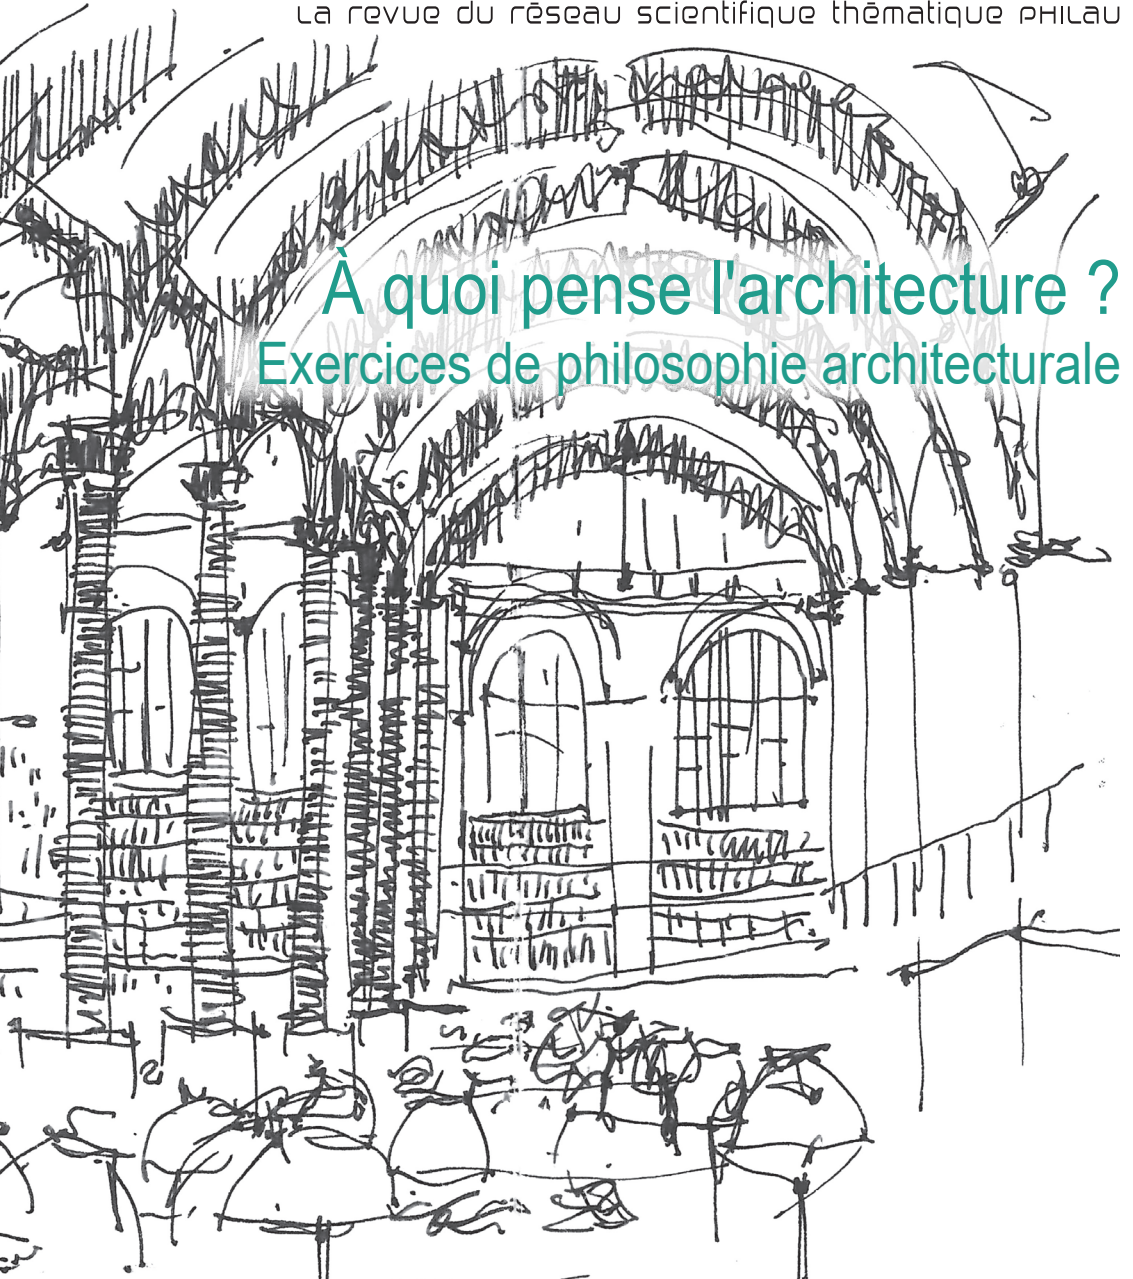 La revue du réseau scientifique thématique PHILAU
À quoi pense l'architecture ?
Exercices de philosophie architecturale